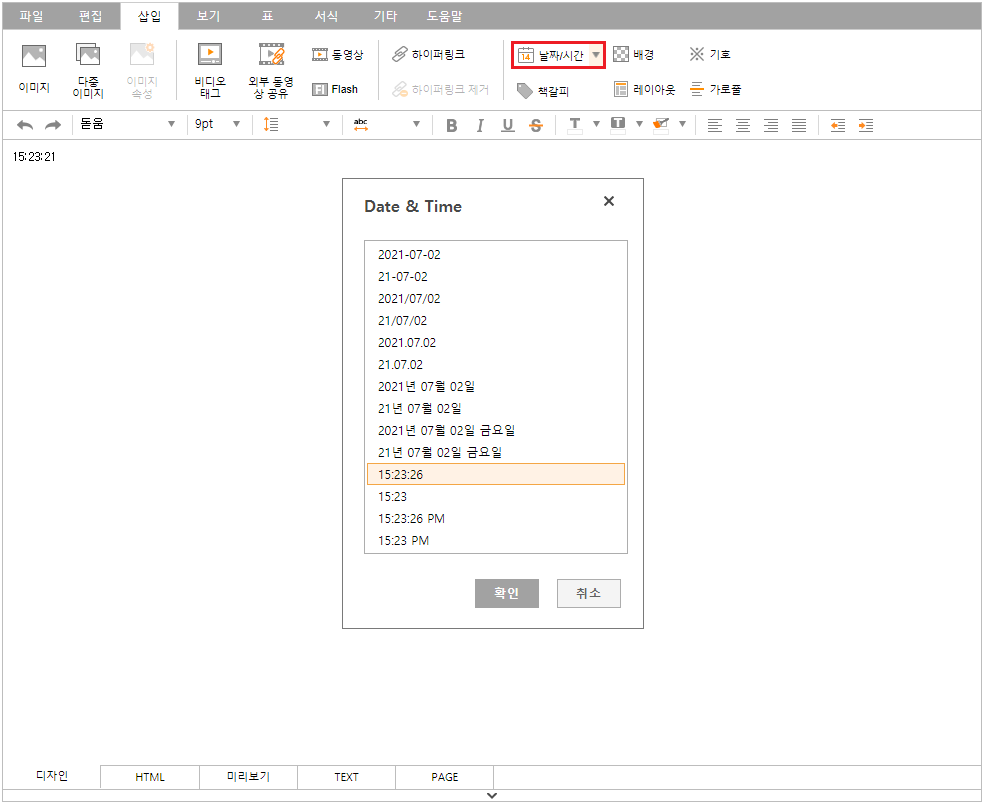 파일 편집 삽입 보기 표 서식 기타 도움말
이미지
다중
이미지
이미지
속성
비디오
태그
외부 동영
상 공유
동영상
Flash
하이퍼링크
하이퍼링크 제거
14 날짜/시간
책갈피
배경
레이아웃
기호
가로줄
돋움 9pt abc B I U S T T
15:23:21
Date & Time
2021-07-02
21-07-02
2021/07/02
21/07/02
2021.07.02
21.07.02
2021년 07월 02일
21년 07월 02일
2021년 07월 02일 금요일
21년 07월 02일 금요일
15:23:26
15:23
15:23:26 PM
15:23 PM
확인 취소
디자인 HTML 미리보기 TEXT PAGE